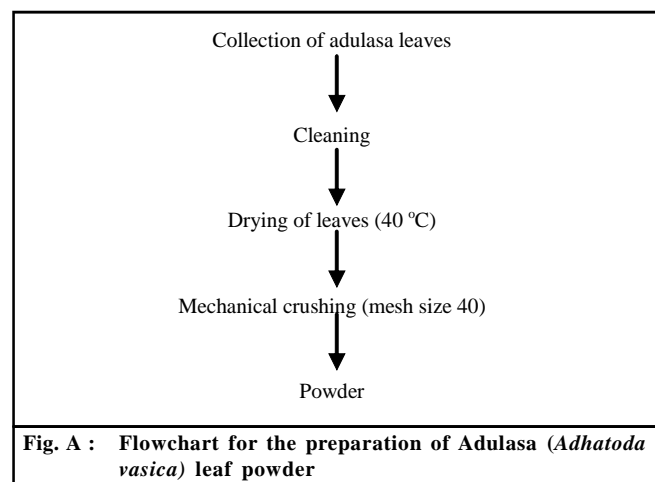 Collection of adulasa leaves
Cleaning
Drying of leaves (40 °C)
Mechanical crushing (mesh size 40)
Powder
Fig. A : Flowchart for the preparation of Adulasa (Adhatoda
vasica) leaf powder